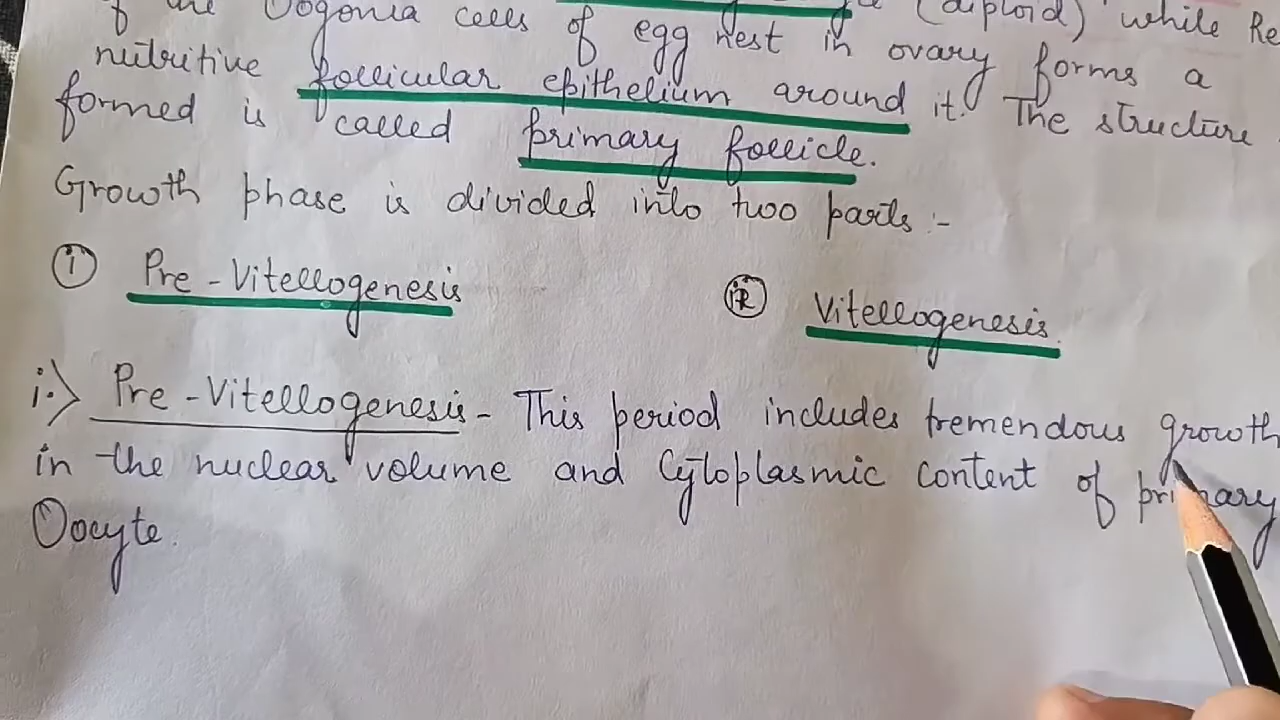 of the Oogonia cells of egg nest in ovary forms a
(diploid) while Re
nutritive follicular epithelium around it. The structure
formed is called primary follicle.
Growth phase is divided into two parts :-
i Pre-Vitellogenesis
ii Vitellogenesis.
i.> Pre-Vitellogenesis - This period includes tremendous growth
in the nuclear volume and Cytoplasmic content of primary
Oocyte.